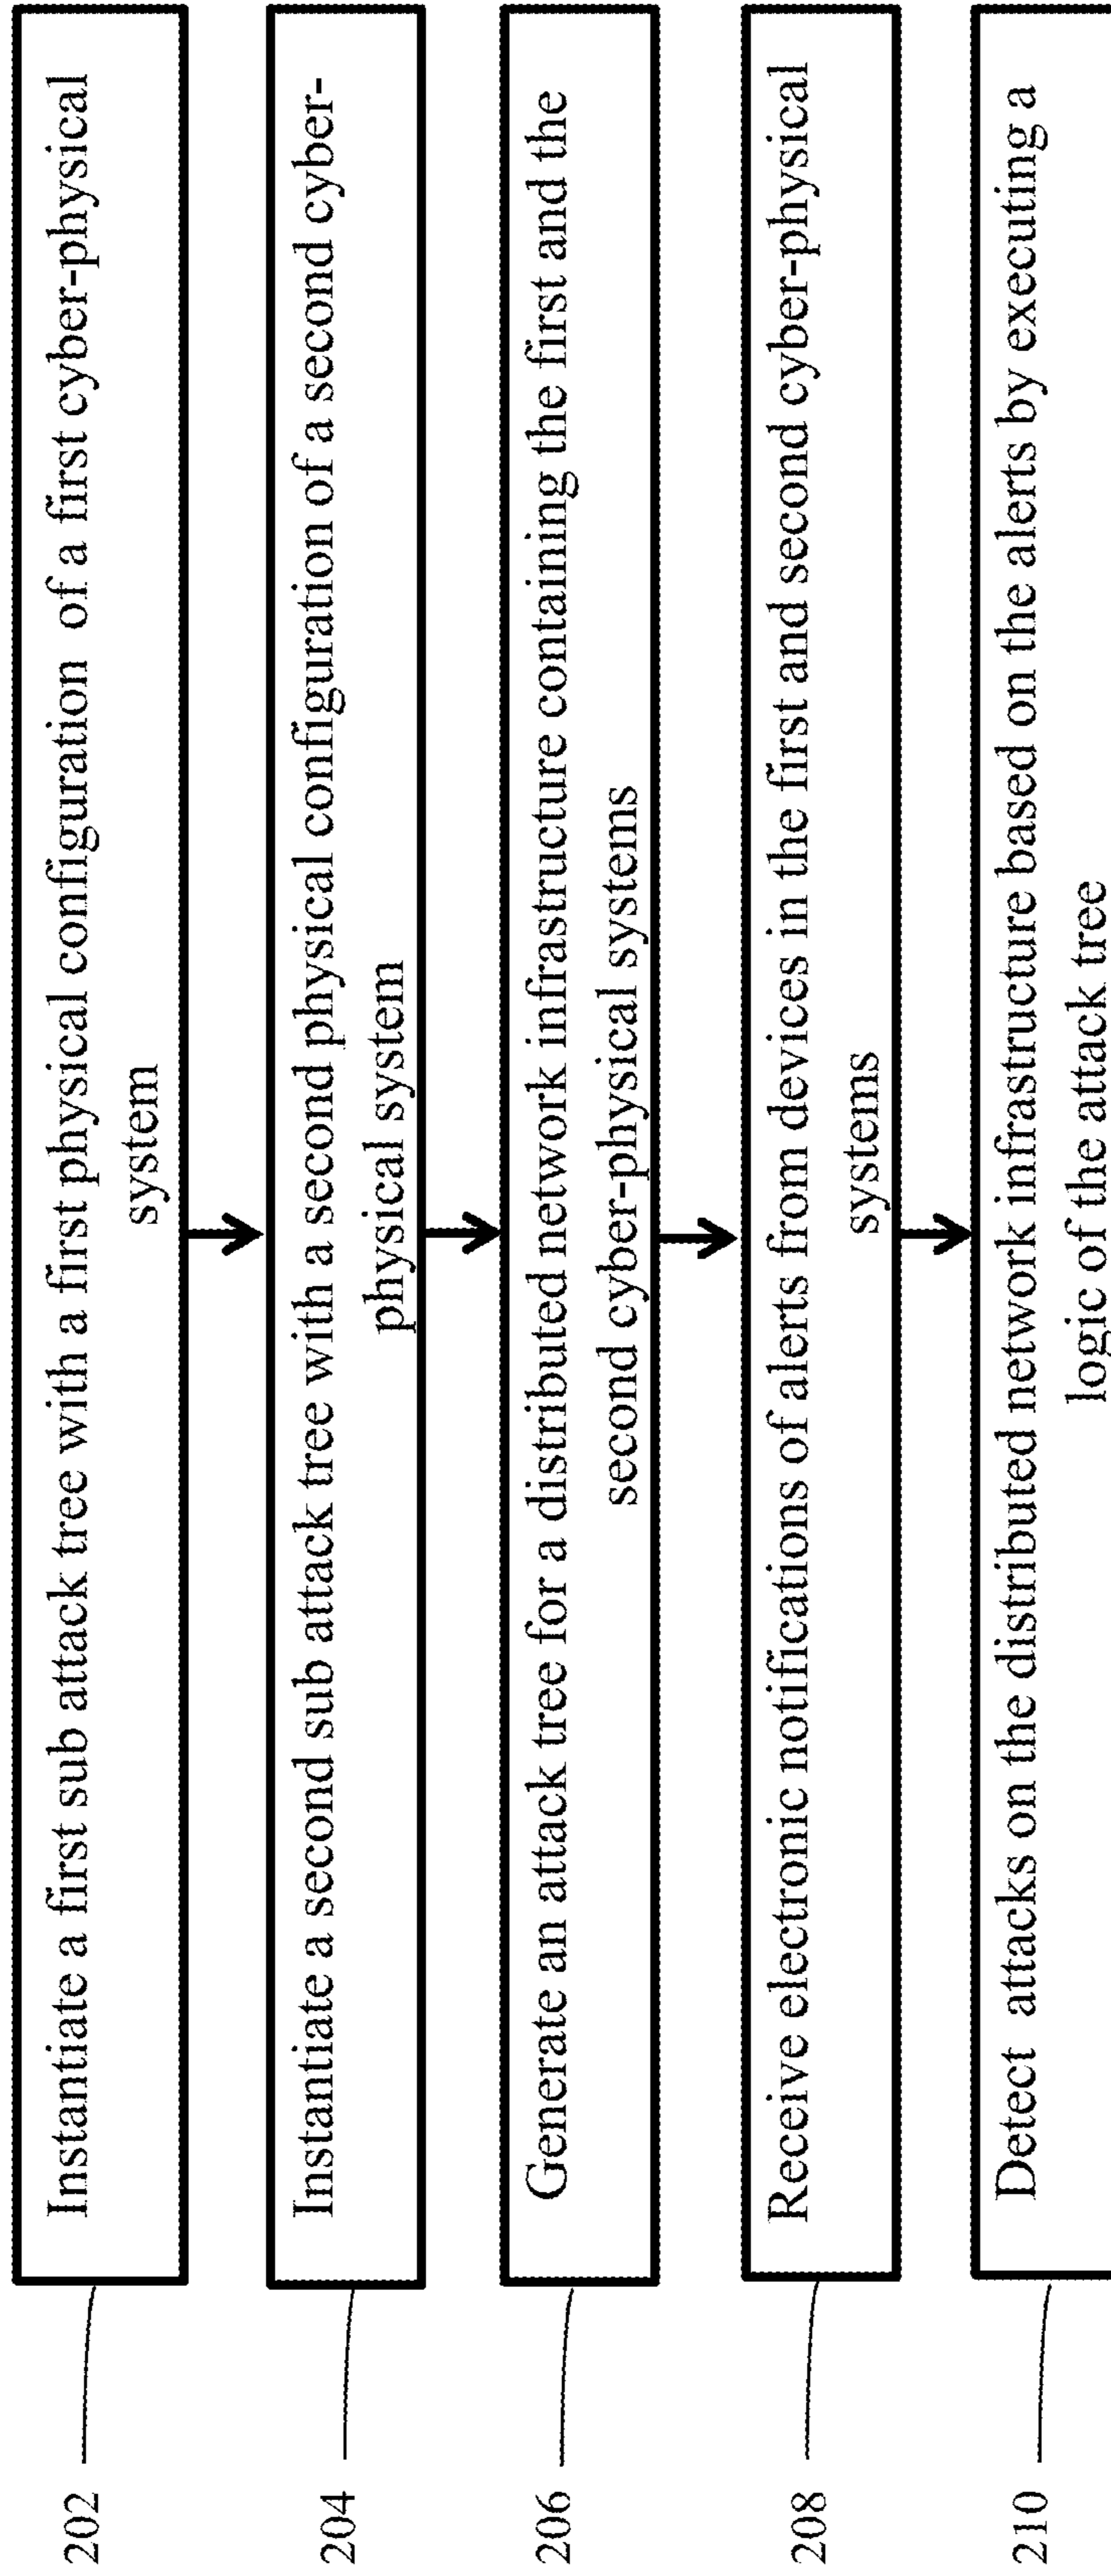 202
Instantiate a first sub attack tree with a first physical configuration of a first cyber-physical
system
204
Instantiate a second sub attack tree with a second physical configuration of a second cyber-
physical system
206
Generate an attack tree for a distributed network infrastructure containing the first and the
second cyber-physical systems
208
Receive electronic notifications of alerts from devices in the first and second cyber-physical
systems
210
Detect attacks on the distributed network infrastructure based on the alerts by executing a
logic of the attack tree